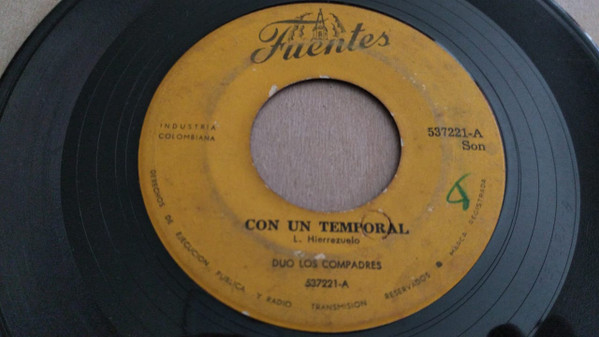 Fuentes
INDUSTRIA
COLOMBIANA
537221-A
Son
CON UN TEMPORAL
L. Hierrezuelo
DUO LOS COMPADRES
537221-A
DERECHOS DE EJECUCION PUBLICA Y RADIO TRANSMISION RESERVADOS MARCA REGISTRADA